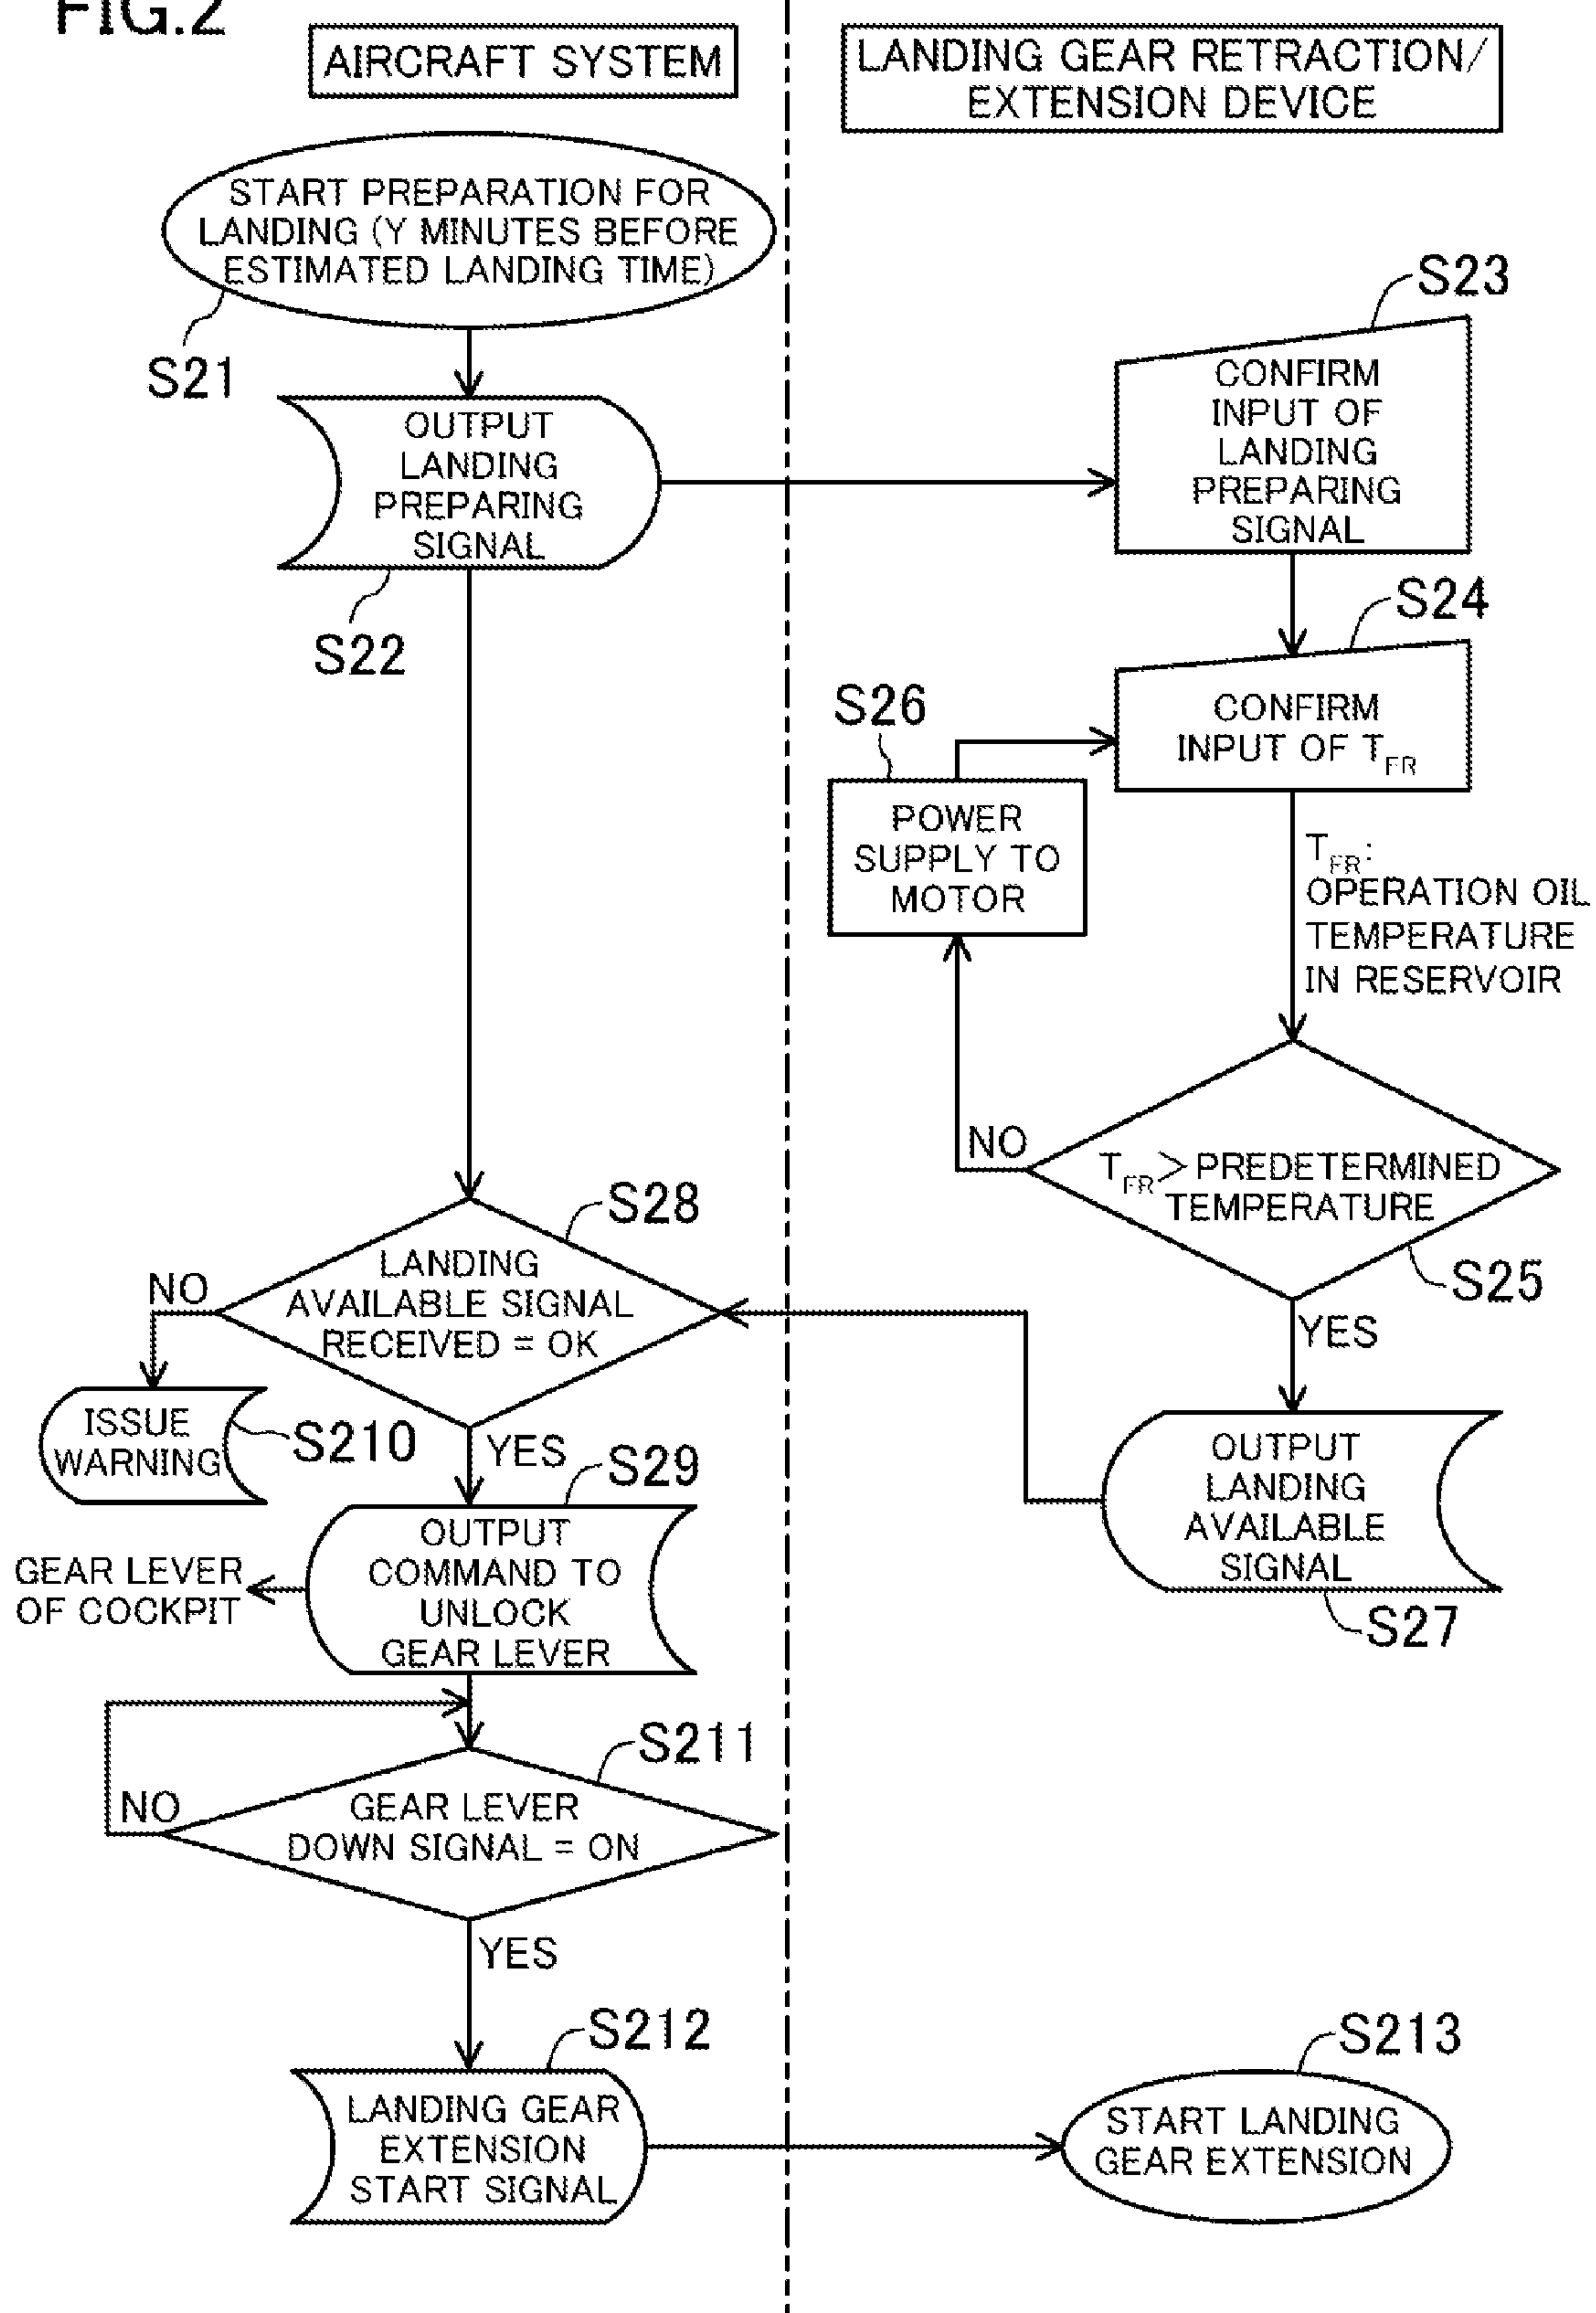 FIG.2
AIRCRAFT SYSTEM
LANDING GEAR RETRACTION/
EXTENSION DEVICE
START PREPARATION FOR
LANDING (Y MINUTES BEFORE
ESTIMATED LANDING TIME)
S21
OUTPUT
LANDING
PREPARING
SIGNAL
S22
S23
CONFIRM
INPUT OF
LANDING
PREPARING
SIGNAL
S24
CONFIRM
INPUT OF TFR
S26
POWER
SUPPLY TO
MOTOR
TFR:
OPERATION OIL
TEMPERATURE
IN RESERVOIR
NO
TFR>PREDETERMINED
TEMPERATURE
S25
YES
S28
LANDING
AVAILABLE SIGNAL
RECEIVED = OK
NO
ISSUE
WARNING
S210
YES
OUTPUT
LANDING
AVAILABLE
SIGNAL
S27
S29
OUTPUT
COMMAND TO
UNLOCK
GEAR LEVER
GEAR LEVER
OF COCKPIT
S211
GEAR LEVER
DOWN SIGNAL = ON
NO
YES
S212
LANDING GEAR
EXTENSION
START SIGNAL
S213
START LANDING
GEAR EXTENSION